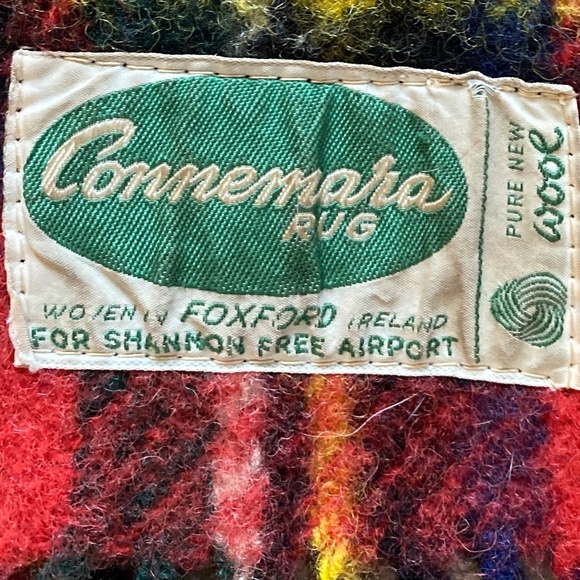 Connemara
RUG
WOVEN IN FOXFORD IRELAND
FOR SHANNON FREE AIRPORT
PURE NEW
wool